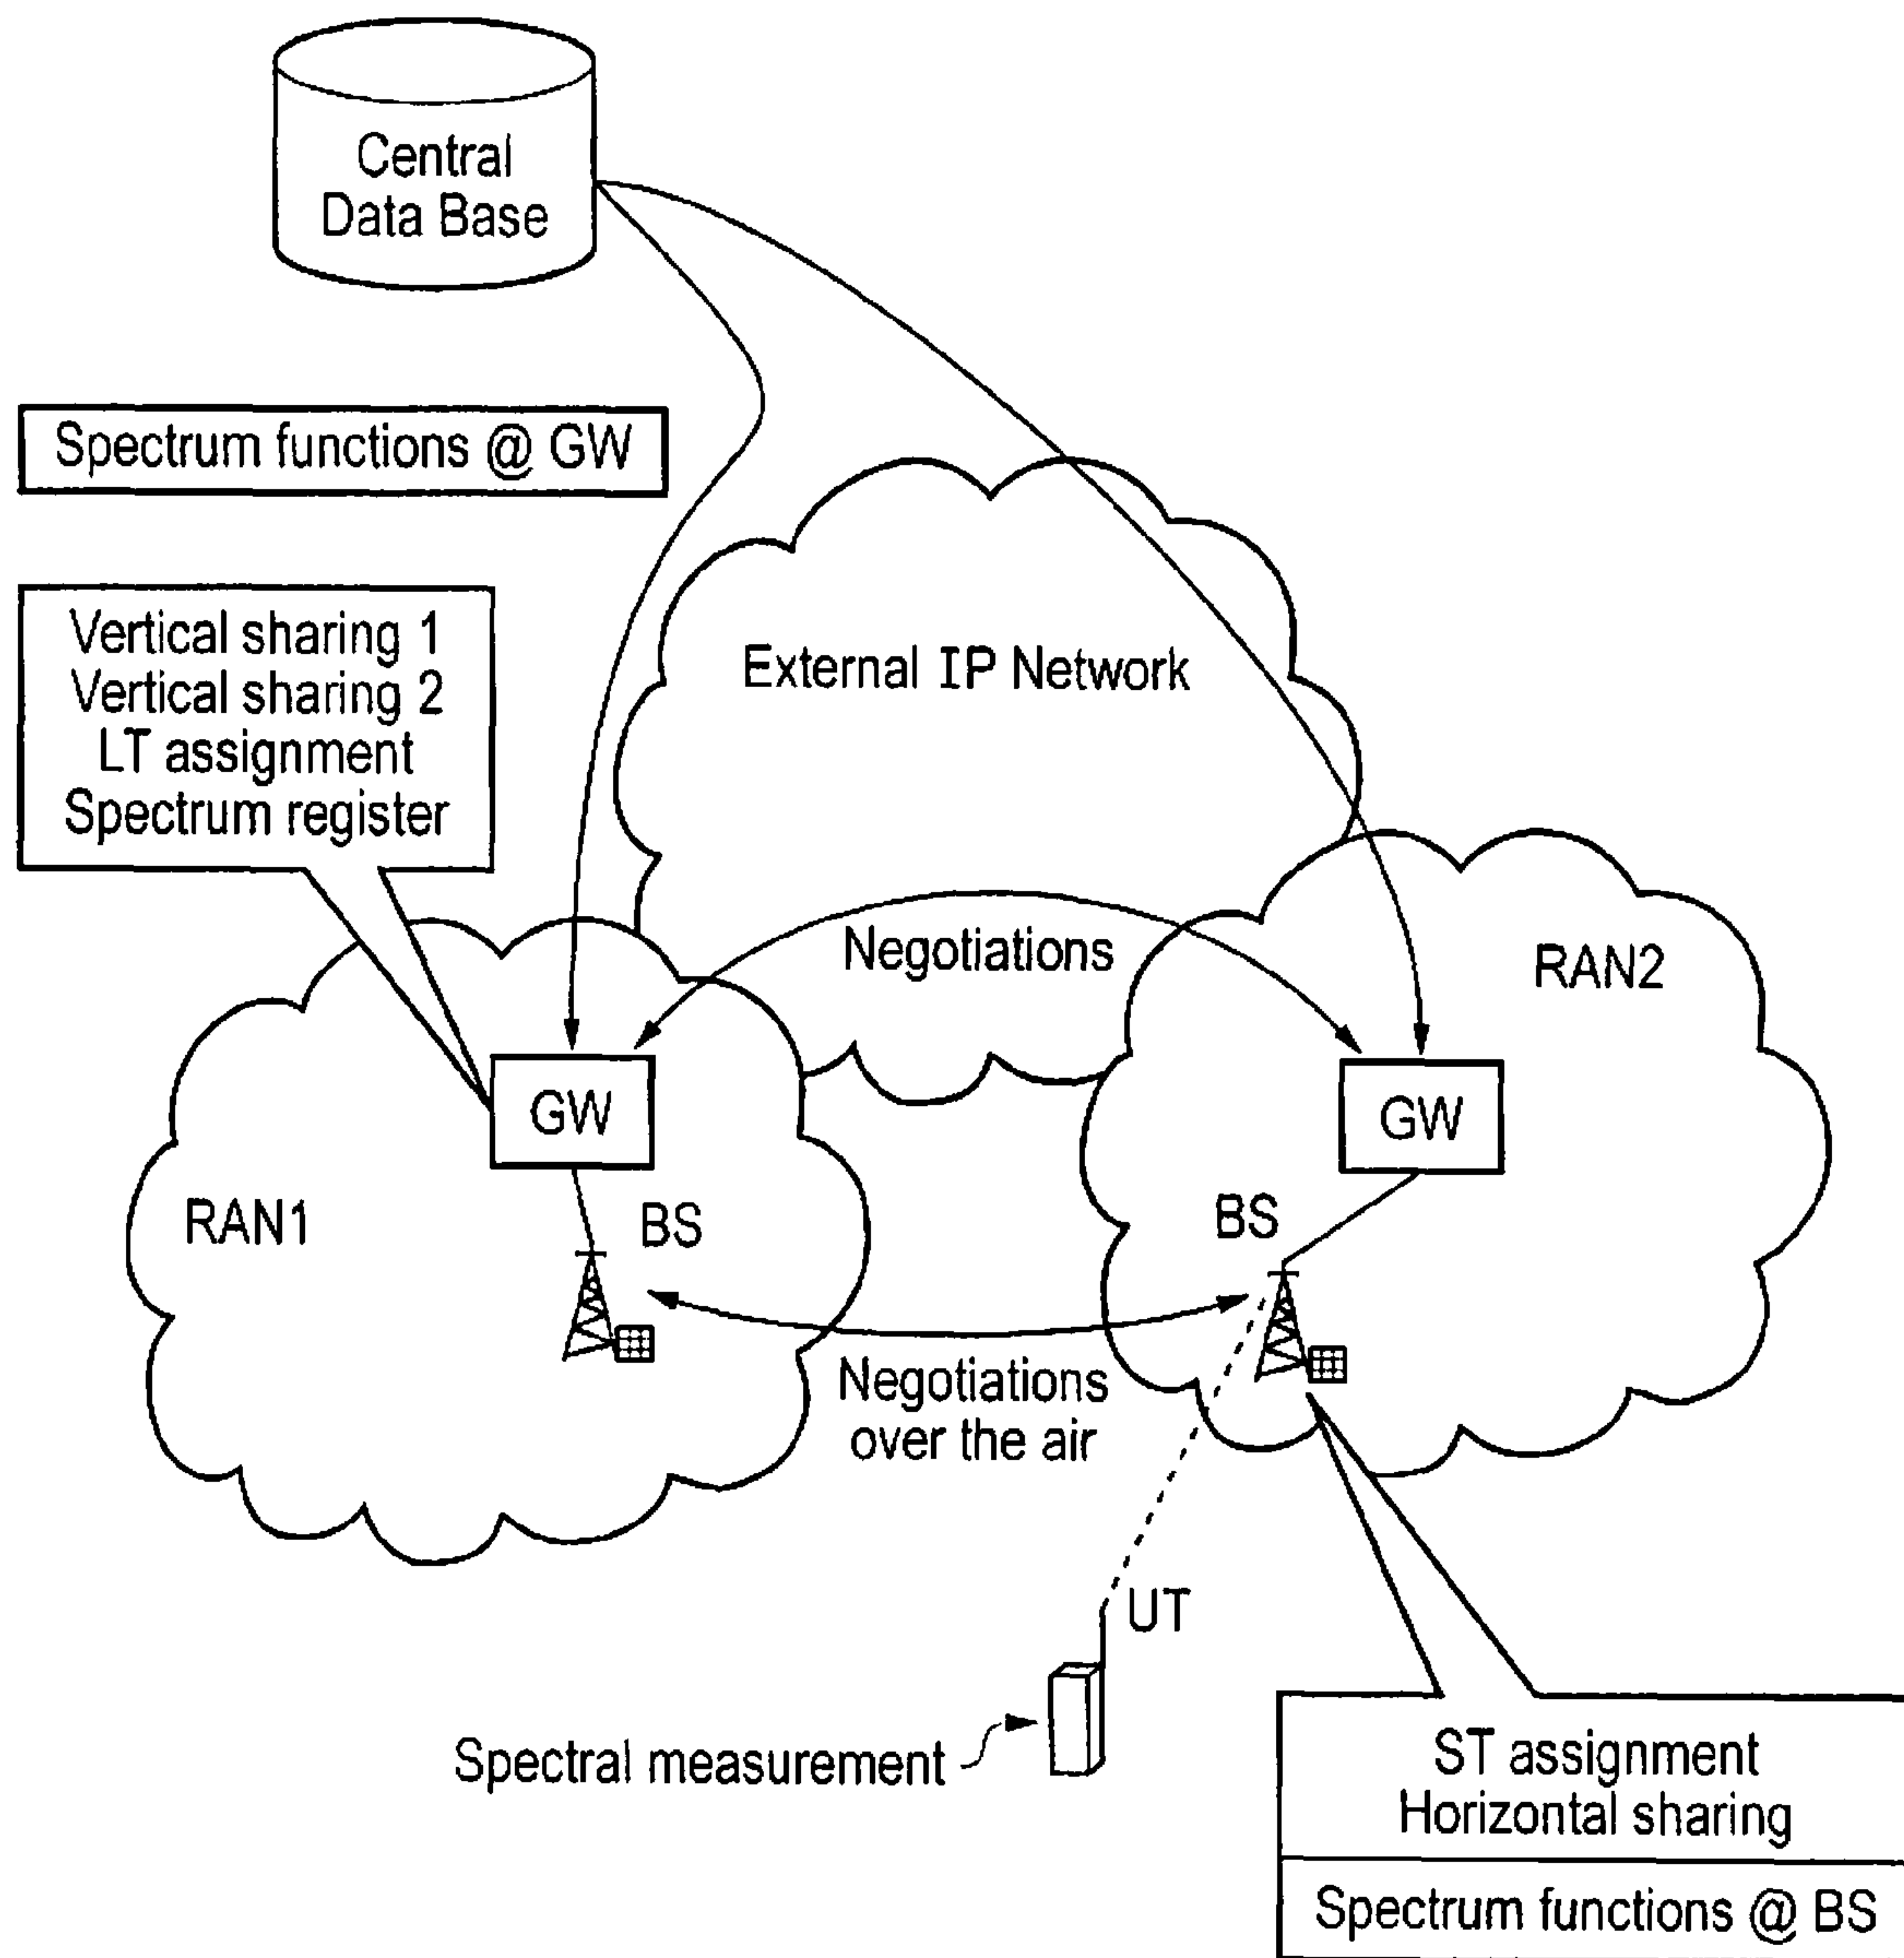 Central
Data Base
Spectrum functions @ GW
Vertical sharing 1
Vertical sharing 2
LT assignment
Spectrum register
External IP Network
Negotiations
RAN2
GW
GW
RAN1
BS
BS
Negotiations
over the air
UT
Spectral measurement
ST assignment
Horizontal sharing
Spectrum functions @ BS